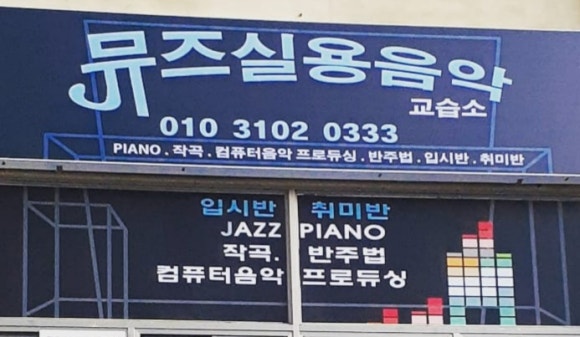 뮤즈실용음악
교습소
010 3102 0333
PIANO . 작곡 . 컴퓨터음악 프로듀싱 . 반주법 . 입시반 . 취미반
입시반 취미반
JAZZ PIANO
작곡. 반주법
컴퓨터음악 프로듀싱